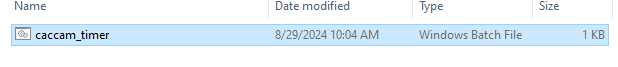 Name Date modified Type Size
caccam_timer 8/29/2024 10:04 AM Windows Batch File 1 KB